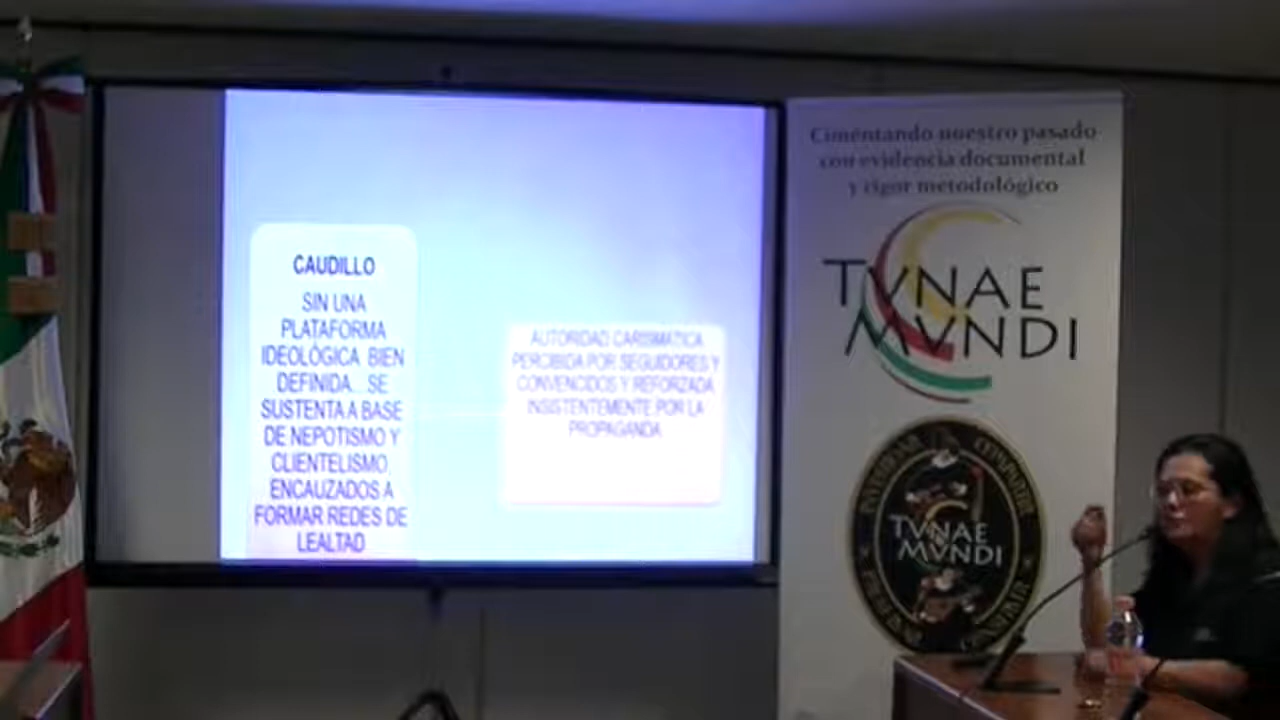 CAUDILLO
SIN UNA
PLATAFORMA
IDEOLÓGICA BIEN
DEFINIDA...SE
SUSTENTA A BASE
DE NEPOTISMO Y
CLIENTELISMO,
ENCAUZADOS A
FORMAR REDES DE
LEALTAD
AUTORIDAD CARISMATICA
PERCIBIDA POR SEGUIDORES Y
CONVENCIDOS Y REFORZADA
INSISTENTEMENTE POR LA
PROPAGANDA
Cimentando nuestro pasado
con evidencia documental
y rigor metodológico
TVNAE
MVNDI
COMPARTIR
TVNAE
MVNDI